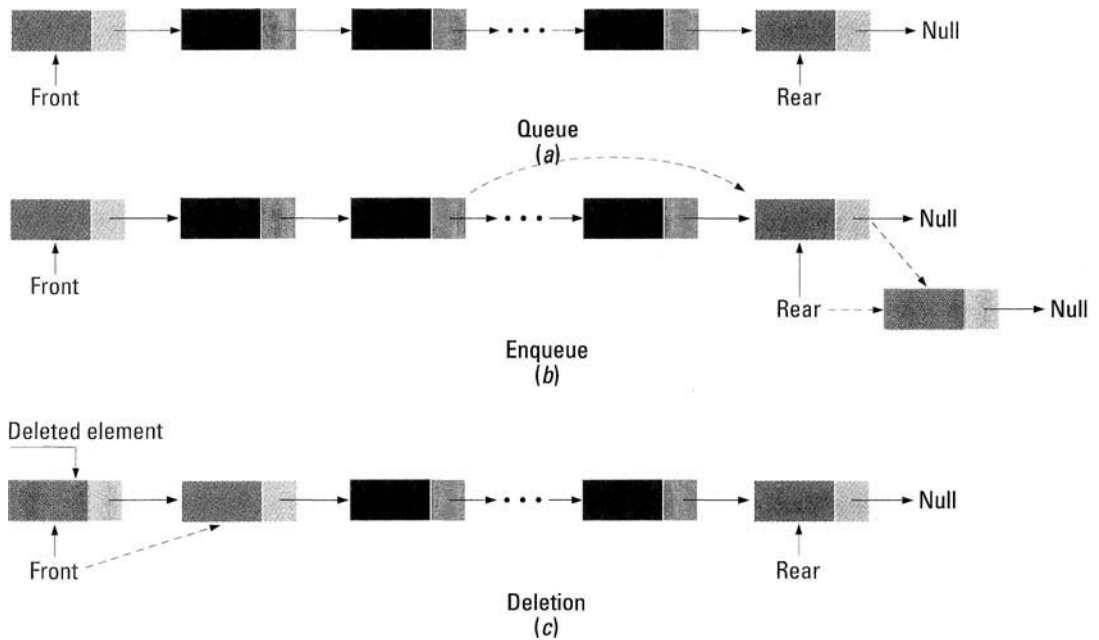 Null
Front
Rear
Queue
(a)
Null
Front
Rear
Null
Enqueue
(b)
Deleted element
Null
Front
Rear
Deletion
(c)